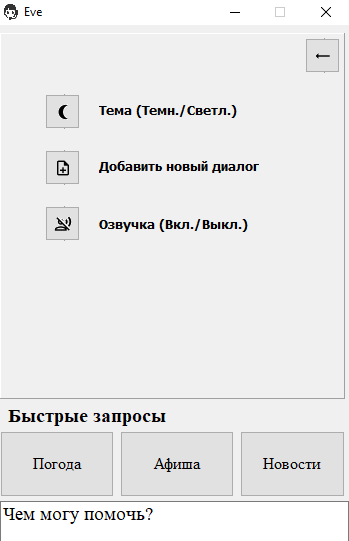 Eve
←
Тема (Темн./Светл.)
Добавить новый диалог
Озвучка (Вкл./Выкл.)
Быстрые запросы
Погода
Афиша
Новости
Чем могу помочь?